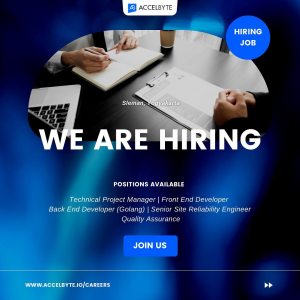 ACCELBYTE
HIRING
JOB
Sleman, Yogyakarta
WE ARE HIRING
POSITIONS AVAILABLE
Technical Project Manager | Front End Developer
Back End Developer (Golang) | Senior Site Reliability Engineer
Quality Assurance
JOIN US
WWW.ACCELBYTE.IO/CAREERS